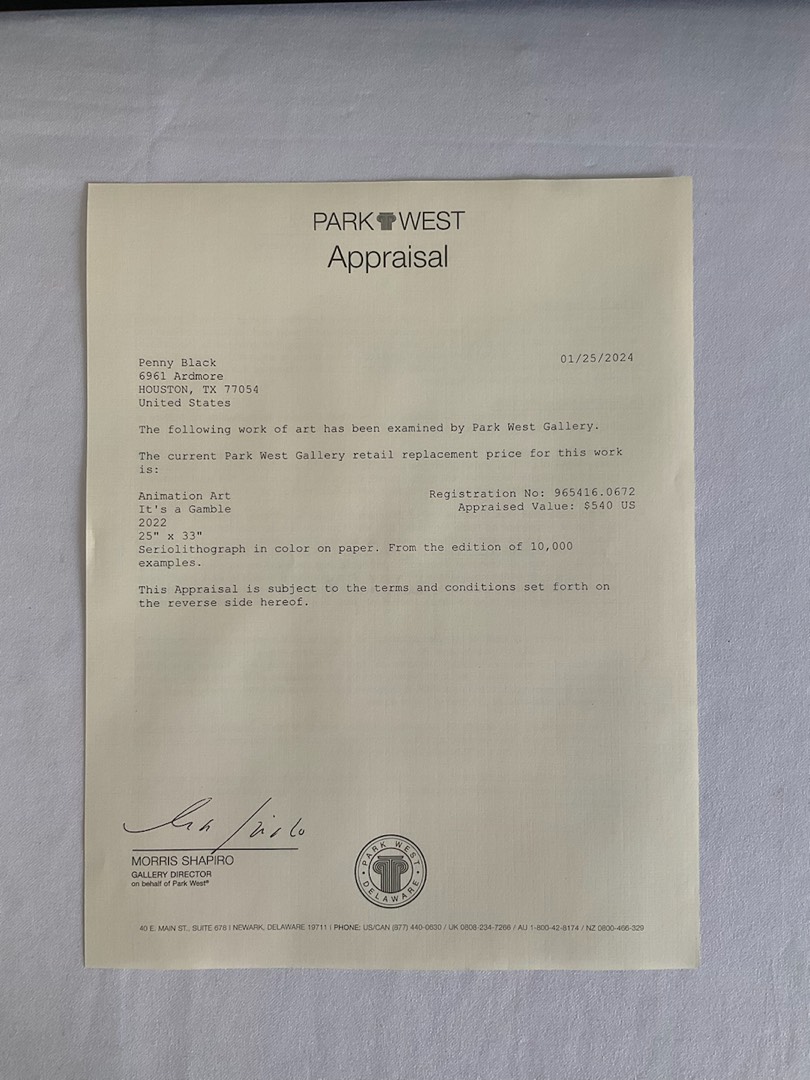 PARK WEST
Appraisal
Penny Black
01/25/2024
6961 Ardmore
HOUSTON, TX 77054
United States
The following work of art has been examined by Park West Gallery.
The current Park West Gallery retail replacement price for this work
is:
Animation Art
Registration No: 965416.0672
It's a Gamble
Appraised Value: $540 US
2022
25" x 33"
Seriolithograph in color on paper. From the edition of 10,000
examples.
This Appraisal is subject to the terms and conditions set forth on
the reverse side hereof.
MORRIS SHAPIRO
GALLERY DIRECTOR
on behalf of Park West®
PARK WEST
DELAWARE
40 E. MAIN ST., SUITE 678 | NEWARK, DELAWARE 19711 | PHONE: US/CAN (877) 440-0630 / UK 0808-234-7266 / AU 1-800-42-8174 / NZ 0800-466-329